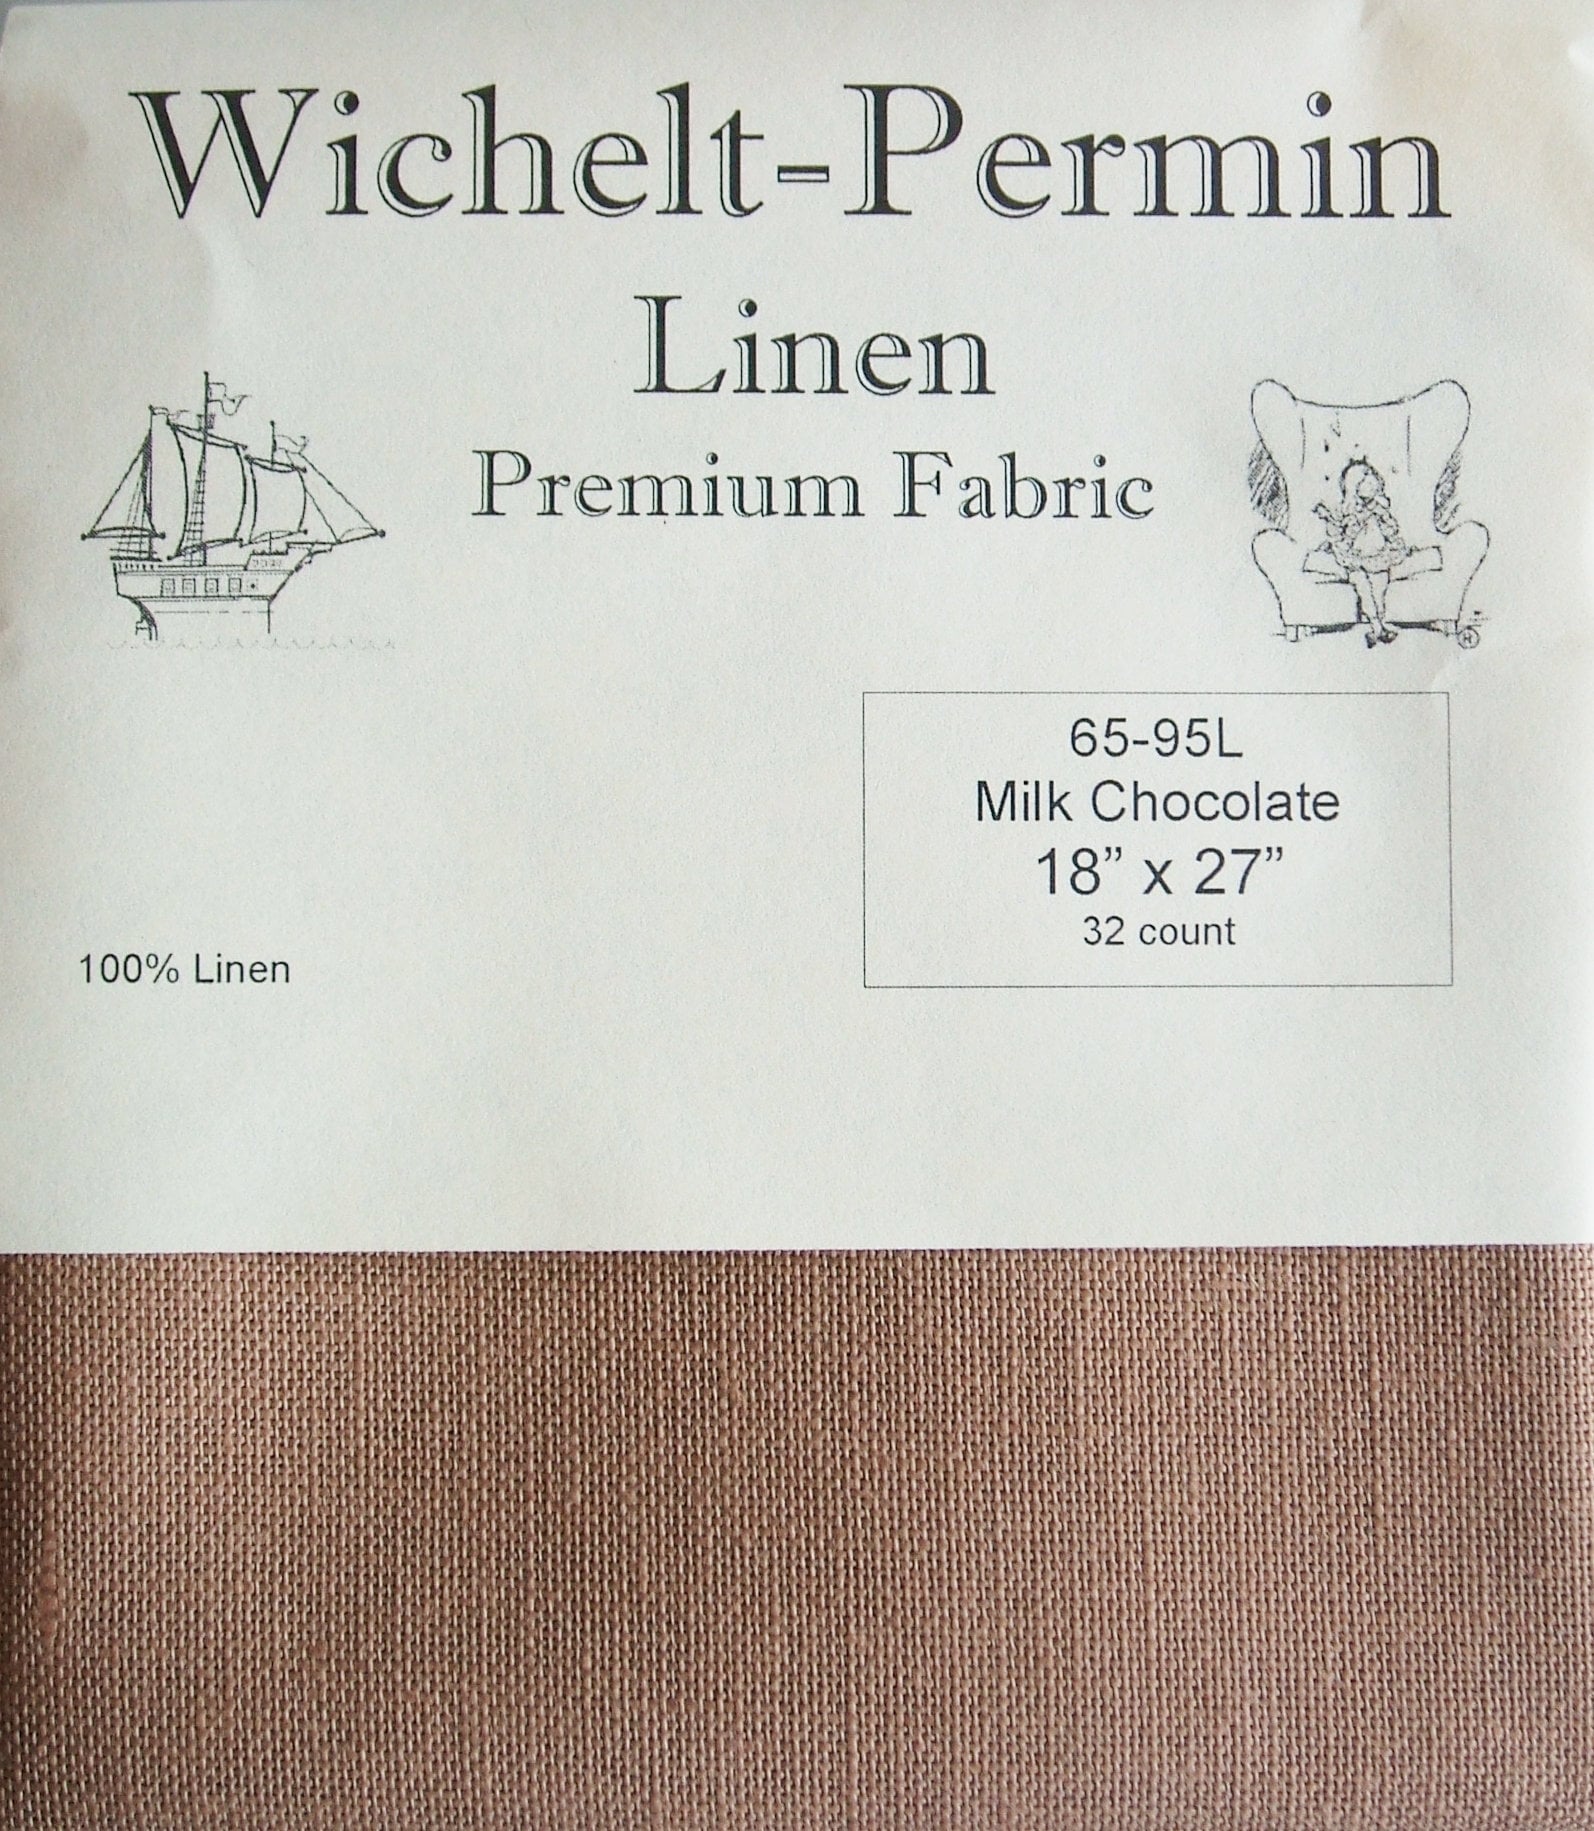 Wichelt-Permin
Linen
Premium Fabric
65-95L
Milk Chocolate
18” x 27”
32 count
100% Linen